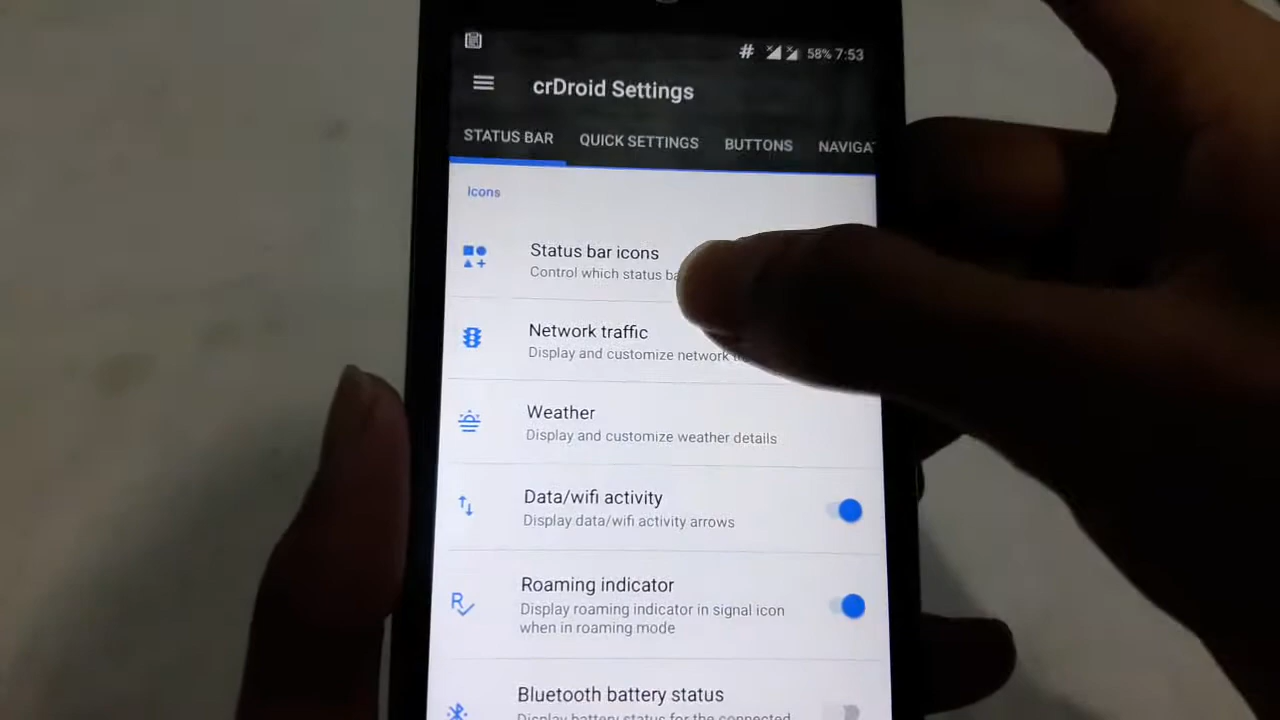 # 58% 7:53
crDroid Settings
STATUS BAR QUICK SETTINGS BUTTONS NAVIGA
Icons
Status bar icons
Control which status ba
Network traffic
Display and customize network
Weather
Display and customize weather details
Data/wifi activity
Display data/wifi activity arrows
Roaming indicator
Display roaming indicator in signal icon
when in roaming mode
Bluetooth battery status
Display battery status for the connected